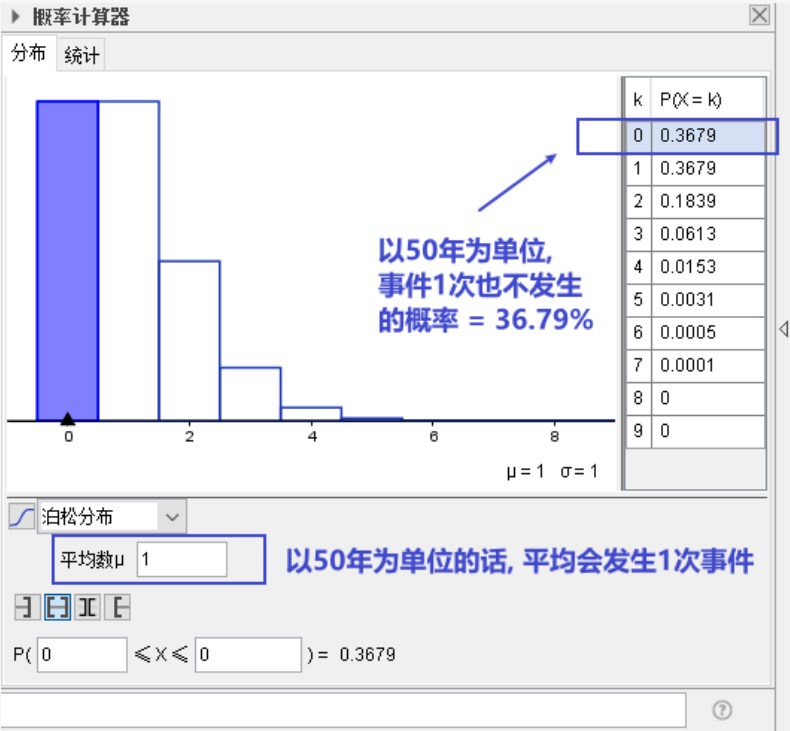 概率计算器
分布 统计
k P(X = k)
0 0.3679
1 0.3679
2 0.1839
3 0.0613
4 0.0153
5 0.0031
6 0.0005
7 0.0001
8 0
9 0
以50年为单位,
事件1次也不发生
的概率 = 36.79%
0 2 4 6 8
μ = 1 σ = 1
泊松分布
平均数μ 1
以50年为单位的话, 平均会发生1次事件
P( 0 ≤ X ≤ 0 ) = 0.3679